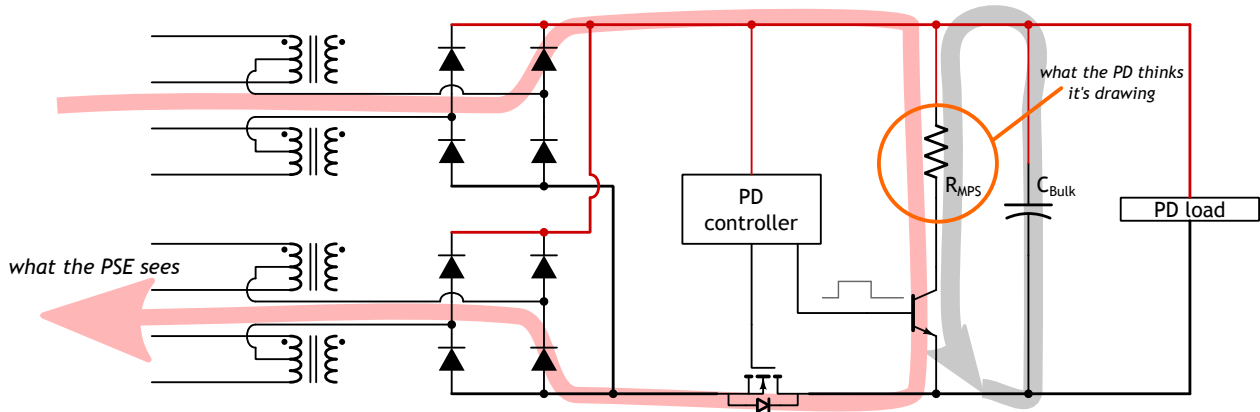 what the PD thinks
it's drawing
R_MPS
C_Bulk
PD
controller
PD load
what the PSE sees